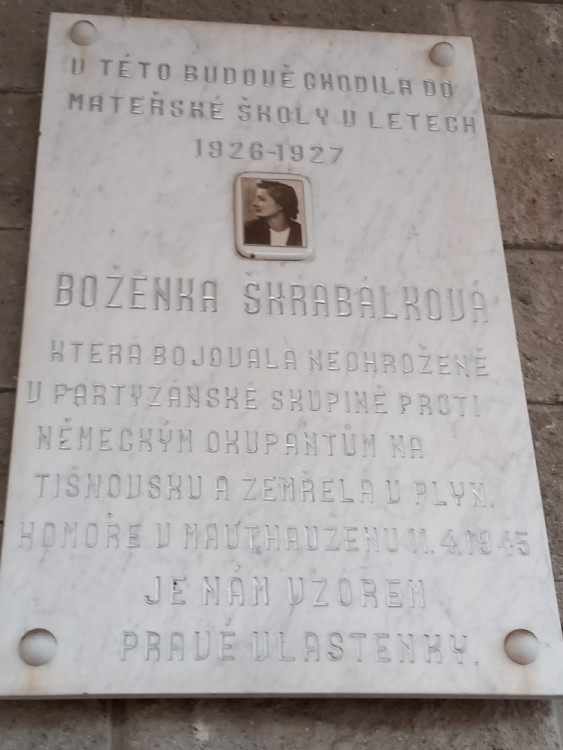 V TÉTO BUDOVĚ CHODILA DO
MATEŘSKÉ ŠKOLY V LETECH
1926-1927
BOŽENKA ŠKRABÁLKOVÁ
KTERÁ BOJOVALA NEOHROŽENĚ
V PARTYZÁNSKÉ SKUPINĚ PROTI
NĚMECKÝM OKUPANTŮM NA
TIŠNOVSKU A ZEMŘELA V PLYN.
KOMOŘE V MAUTHAUZENU 11.4.1945
JE NÁM VZOREM
PRAVÉ VLASTENKY.